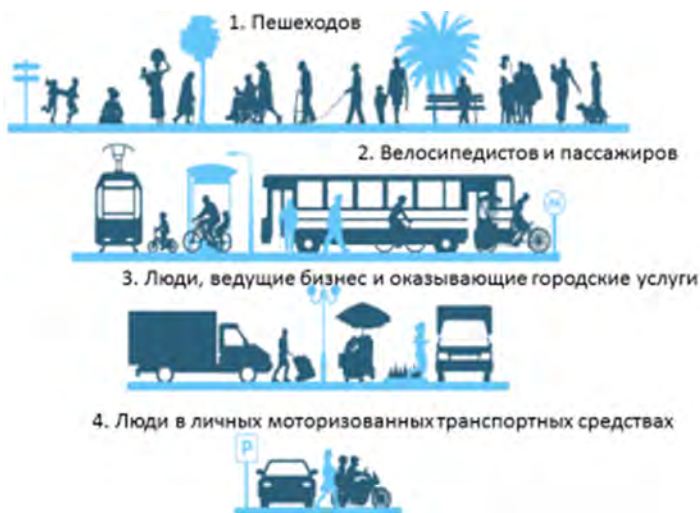 1. Пешеходов
2. Велосипедистов и пассажиров
3. Люди, ведущие бизнес и оказывающие городские услуги
4. Люди в личных моторизованных транспортных средствах
P